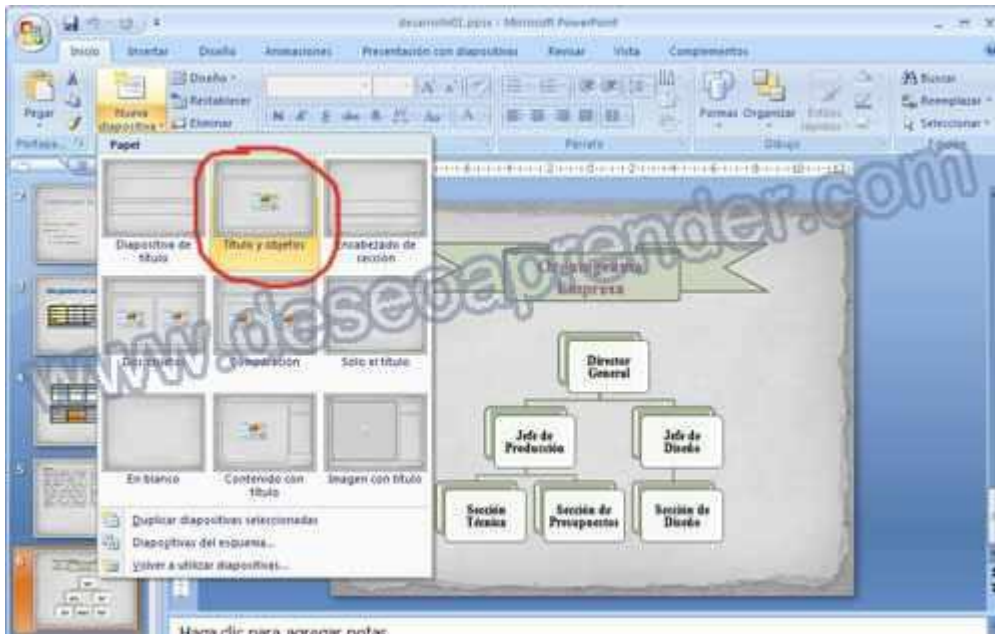 desarrollo01.pptx - Microsoft PowerPoint
Inicio Insertar Diseño Animaciones Presentación con diapositivas Revisar Vista Complementos
Pegar
Nueva diapositiva
Diseño
Restablecer
Eliminar
Formas Organizar
Buscar
Reemplazar
Seleccionar
Párrafo
Dibujo
Papel
Diapositiva de título
Título y objetos
Encabezado de sección
Dos objetos
Comparación
Sólo el título
En blanco
Contenido con título
Imagen con título
Duplicar diapositivas seleccionadas
Diapositivas del esquema...
Volver a utilizar diapositivas...
Organigrama
Empresa
Director
General
Jefe de
Producción
Jefe de
Diseño
Sección
Técnica
Sección de
Presupuestos
Sección de
Diseño
Haga clic para agregar notas
www.deseoaprender.com